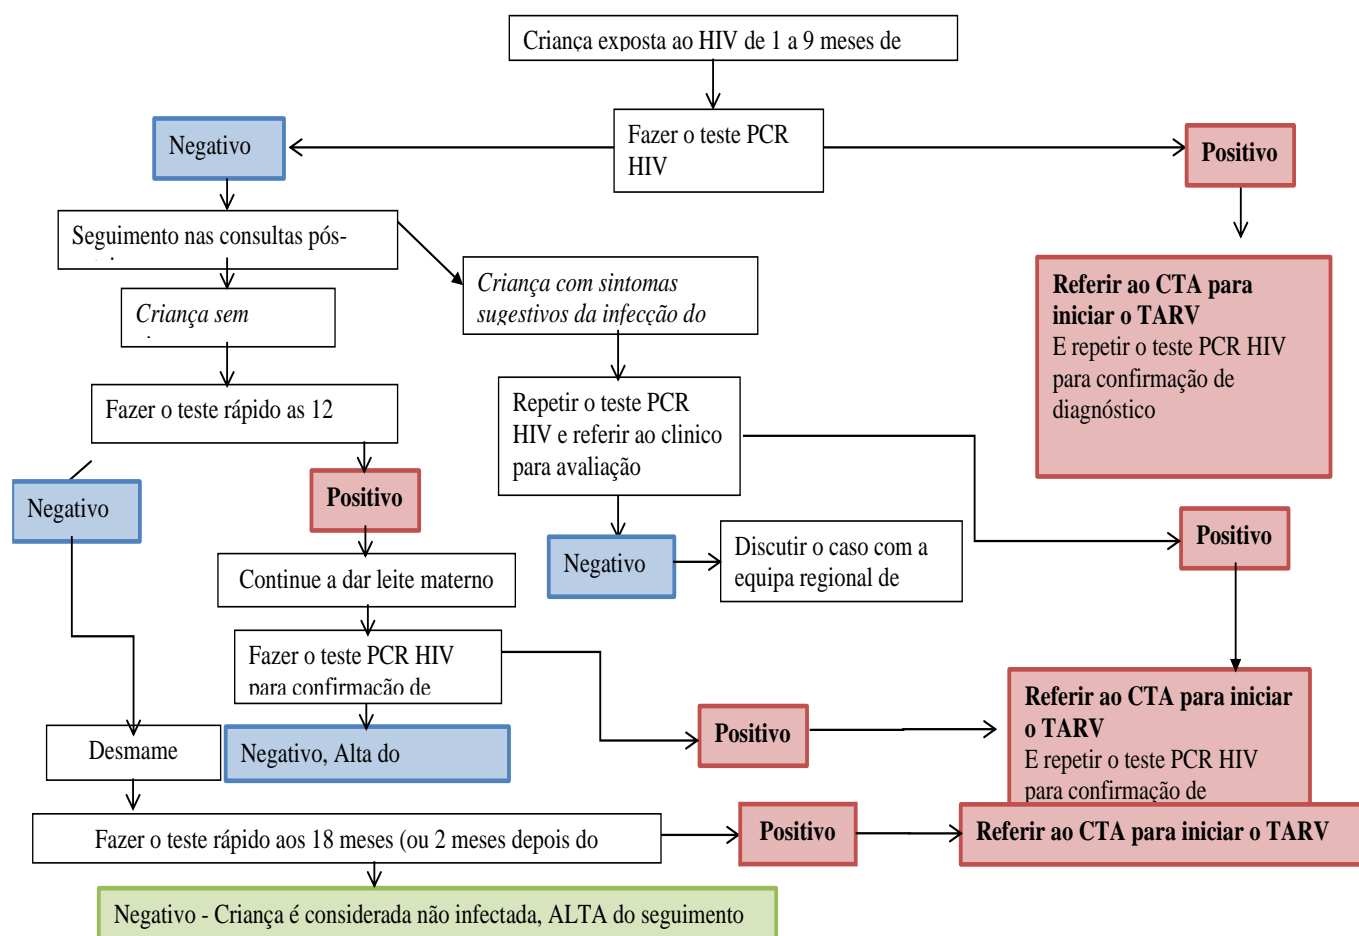 Criança exposta ao HIV de 1 a 9 meses de
Fazer o teste PCR
HIV
Negativo
Positivo
Seguimento nas consultas pós-
Criança com sintomas
sugestivos da infecção do
Referir ao CTA para
iniciar o TARV
E repetir o teste PCR HIV
para confirmação de
diagnóstico
Criança sem
Fazer o teste rápido as 12
Repetir o teste PCR
HIV e referir ao clinico
para avaliação
Negativo
Positivo
Negativo
Discutir o caso com a
equipa regional de
Positivo
Continue a dar leite materno
Fazer o teste PCR HIV
para confirmação de
Referir ao CTA para iniciar
o TARV
E repetir o teste PCR HIV
para confirmação de
Positivo
Desmame
Negativo, Alta do
Fazer o teste rápido aos 18 meses (ou 2 meses depois do
Positivo
Referir ao CTA para iniciar o TARV
Negativo - Criança é considerada não infectada, ALTA do seguimento